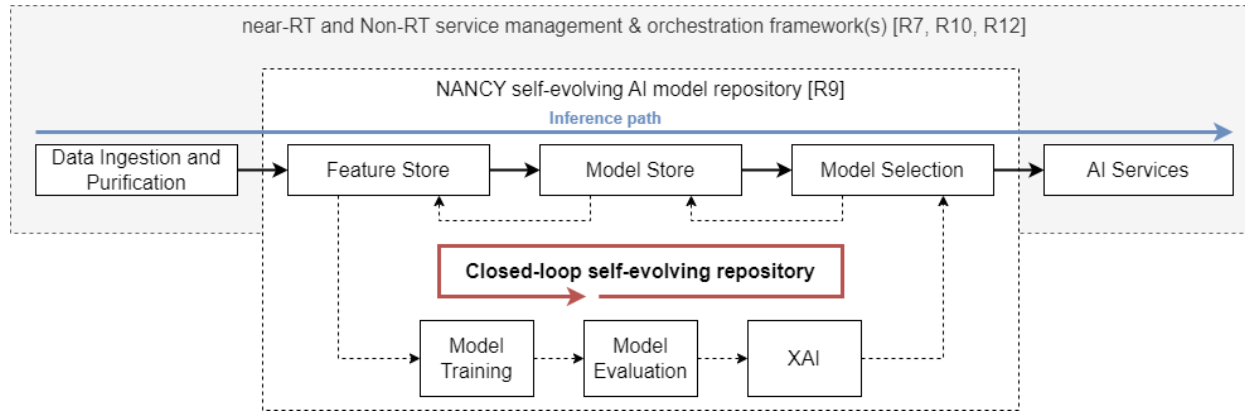 near-RT and Non-RT service management & orchestration framework(s) [R7, R10, R12]
NANCY self-evolving AI model repository [R9]
Inference path
Data Ingestion and
Purification
Feature Store
Model Store
Model Selection
AI Services
Closed-loop self-evolving repository
Model
Training
Model
Evaluation
XAI